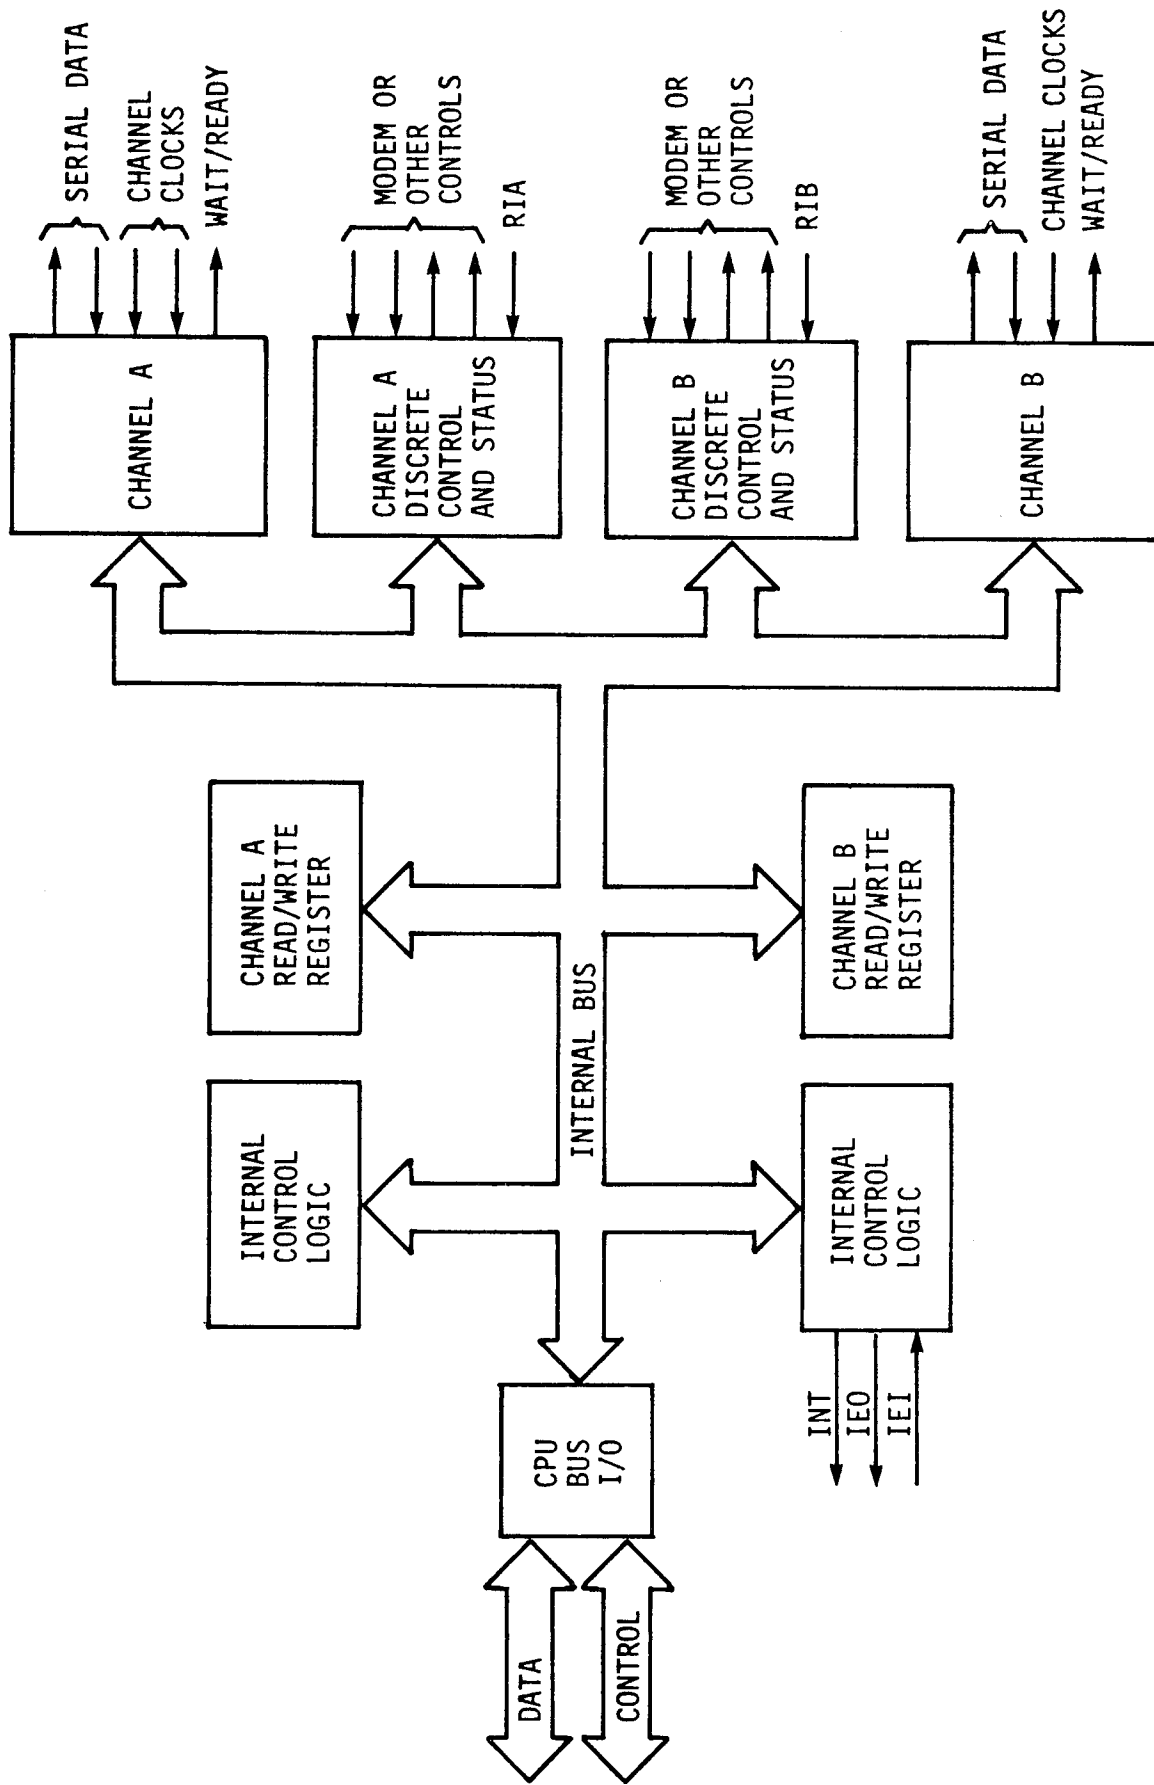 SERIAL DATA
CHANNEL
CLOCKS
WAIT/READY
CHANNEL A
MODEM OR
OTHER
CONTROLS
RIA
CHANNEL A
DISCRETE
CONTROL
AND STATUS
MODEM OR
OTHER
CONTROLS
RIB
CHANNEL B
DISCRETE
CONTROL
AND STATUS
SERIAL DATA
CHANNEL CLOCKS
WAIT/READY
CHANNEL B
CHANNEL A
READ/WRITE
REGISTER
CHANNEL B
READ/WRITE
REGISTER
INTERNAL BUS
INTERNAL
CONTROL
LOGIC
INTERNAL
CONTROL
LOGIC
INT
IEO
IEI
CPU
BUS
I/O
DATA
CONTROL